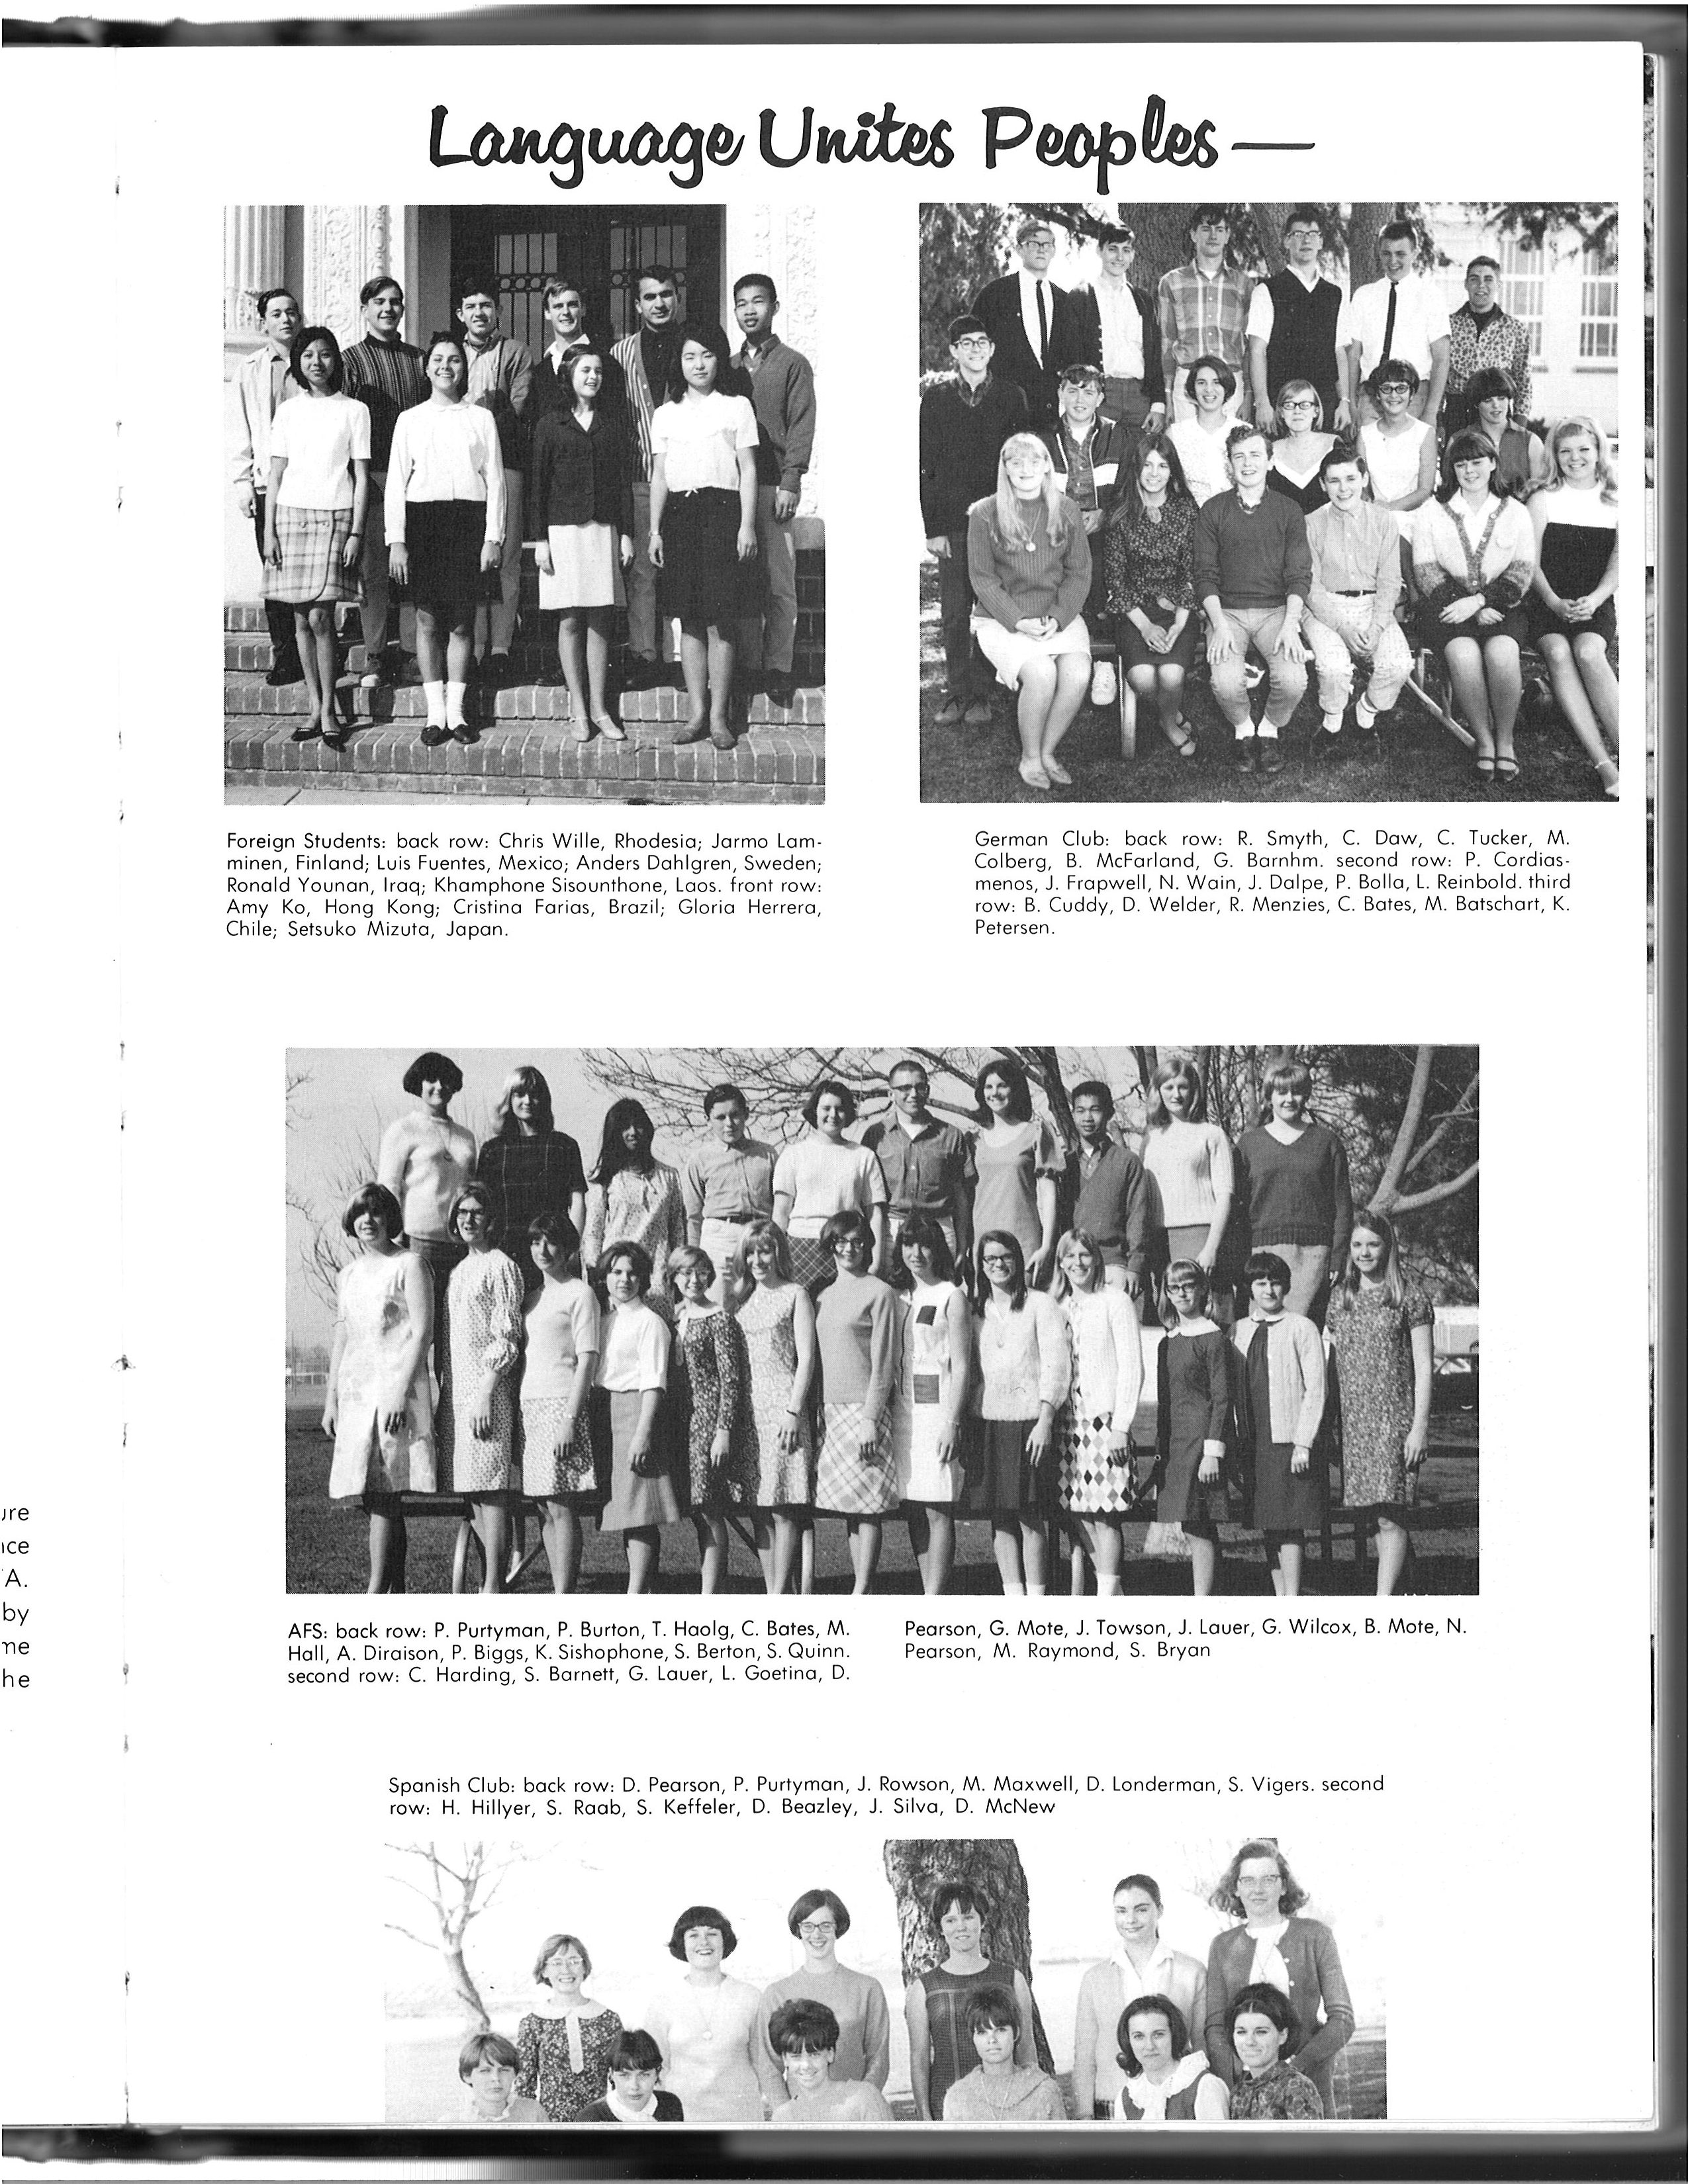 Language Unites Peoples —
Foreign Students: back row: Chris Wille, Rhodesia; Jarmo Lam-
minen, Finland; Luis Fuentes, Mexico; Anders Dahlgren, Sweden;
Ronald Younan, Iraq; Khamphone Sisounthone, Laos. front row:
Amy Ko, Hong Kong; Cristina Farias, Brazil; Gloria Herrera,
Chile; Setsuko Mizuta, Japan.
German Club: back row: R. Smyth, C. Daw, C. Tucker, M.
Colberg, B. McFarland, G. Barnhm. second row: P. Cordias-
menos, J. Frapwell, N. Wain, J. Dalpe, P. Bolla, L. Reinbold. third
row: B. Cuddy, D. Welder, R. Menzies, C. Bates, M. Batschart, K.
Petersen.
AFS: back row: P. Purtyman, P. Burton, T. Haolg, C. Bates, M.
Hall, A. Diraison, P. Biggs, K. Sishophone, S. Berton, S. Quinn.
second row: C. Harding, S. Barnett, G. Lauer, L. Goetina, D.
Pearson, G. Mote, J. Towson, J. Lauer, G. Wilcox, B. Mote, N.
Pearson, M. Raymond, S. Bryan
Spanish Club: back row: D. Pearson, P. Purtyman, J. Rowson, M. Maxwell, D. Londerman, S. Vigers. second
row: H. Hillyer, S. Raab, S. Keffeler, D. Beazley, J. Silva, D. McNew
A.
by
he